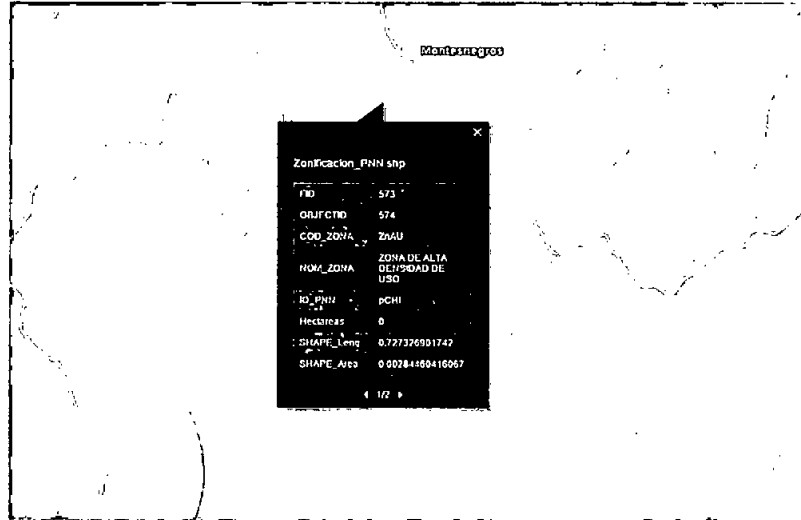 Montesnegros
×
Zonificacion_PNN shp
FID 573
OBJECTID 574
COD_ZONA ZnAU
NOM_ZONA ZONA DE ALTA DENSIDAD DE USO
ID_PNN pCHI
Hectareas 0
SHAPE_Leng 0.727326901742
SHAPE_Area 0.00284460416067
1/2